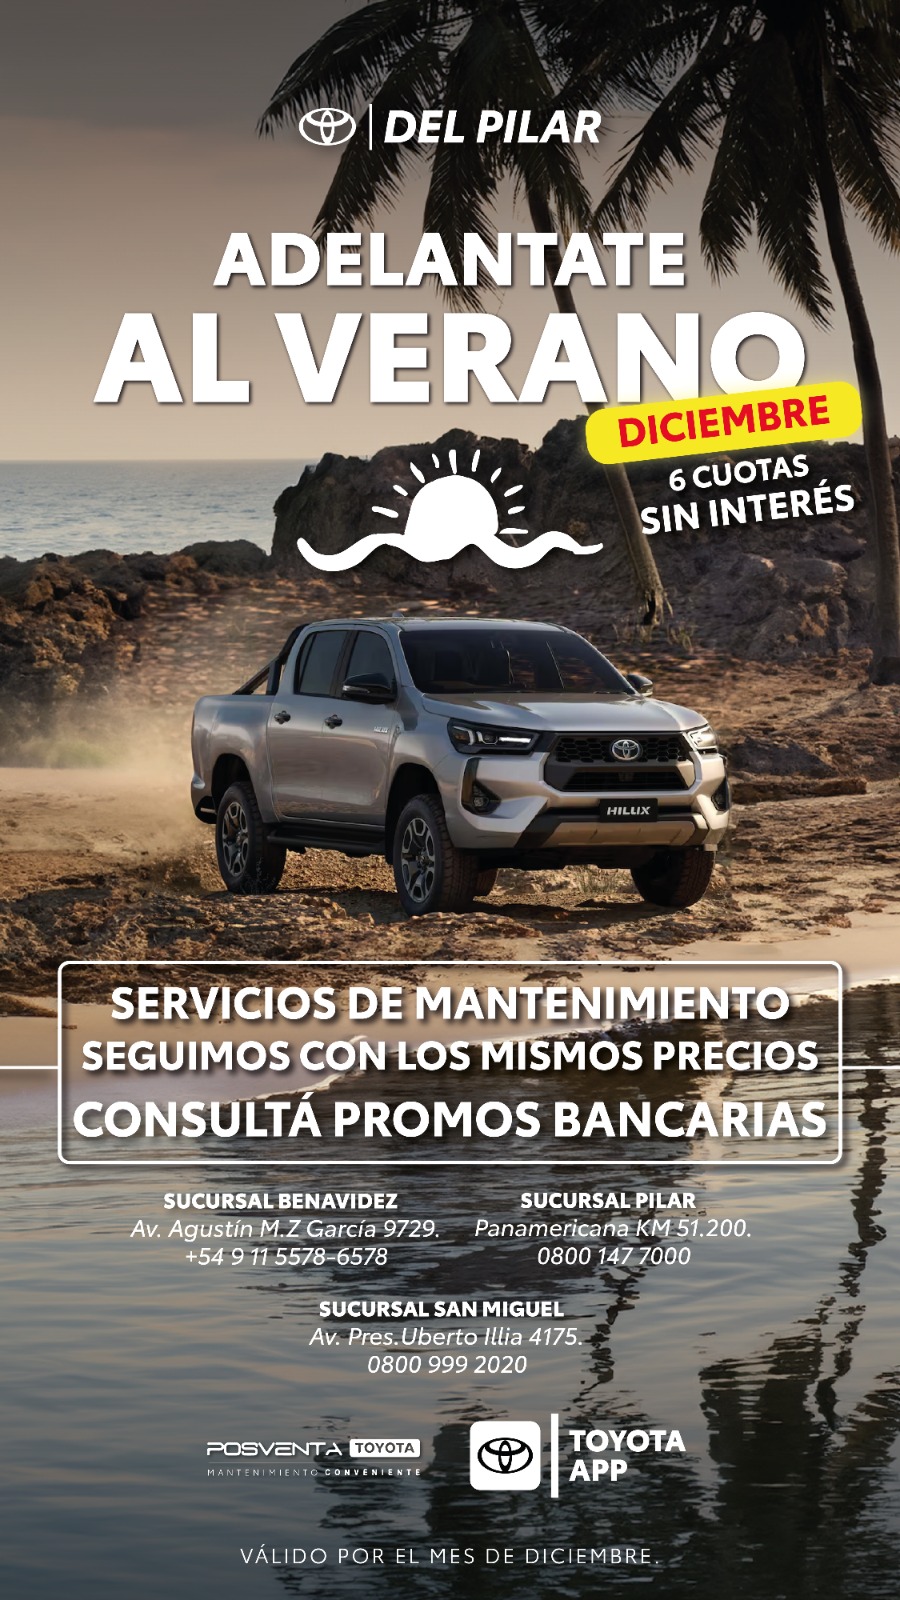 DEL PILAR
ADELANTATE
AL VERANO
DICIEMBRE
6 CUOTAS
SIN INTERÉS
HILUX
SERVICIOS DE MANTENIMIENTO
SEGUIMOS CON LOS MISMOS PRECIOS
CONSULTÁ PROMOS BANCARIAS
SUCURSAL BENAVIDEZ
Av. Agustín M.Z García 9729.
+54 9 11 5578-6578
SUCURSAL PILAR
Panamericana KM 51.200.
0800 147 7000
SUCURSAL SAN MIGUEL
Av. Pres.Uberto Illia 4175.
0800 999 2020
POSVENTA TOYOTA
MANTENIMIENTO CONVENIENTE
TOYOTA
APP
VÁLIDO POR EL MES DE DICIEMBRE.